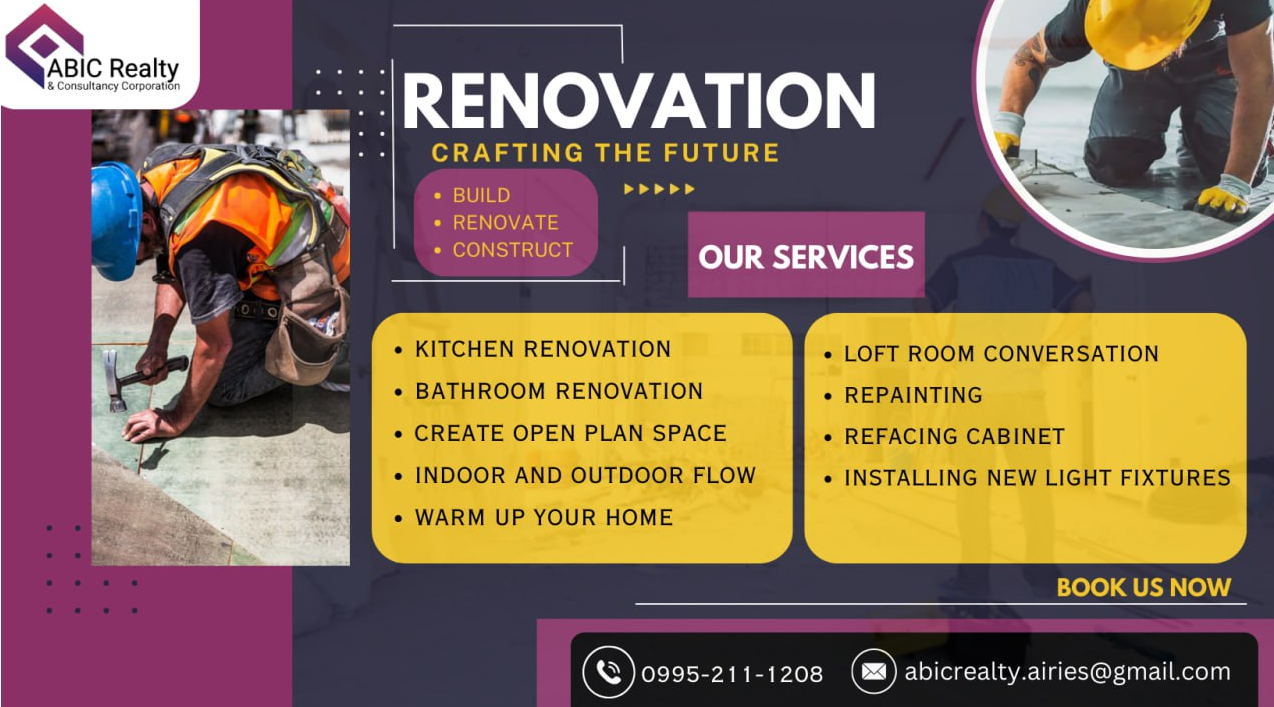 ABIC Realty
& Consultancy Corporation
RENOVATION
CRAFTING THE FUTURE
• BUILD
• RENOVATE
• CONSTRUCT
OUR SERVICES
• KITCHEN RENOVATION
• BATHROOM RENOVATION
• CREATE OPEN PLAN SPACE
• INDOOR AND OUTDOOR FLOW
• WARM UP YOUR HOME
• LOFT ROOM CONVERSATION
• REPAINTING
• REFACING CABINET
• INSTALLING NEW LIGHT FIXTURES
BOOK US NOW
0995-211-1208
abicrealty.airies@gmail.com